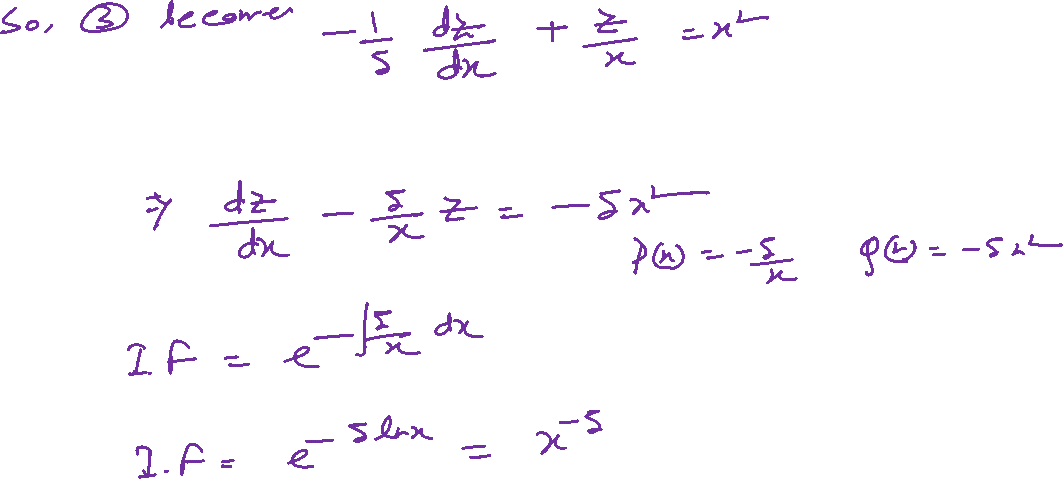 So, ③ becomes -1/5 dz/dx + z/x = x²
⇒ dz/dx - 5/x z = -5x²
P(x) = -5/x Q(x) = -5x²
I.F = e^{-∫5/x dx}
I.F = e^{-5 ln x} = x^{-5}